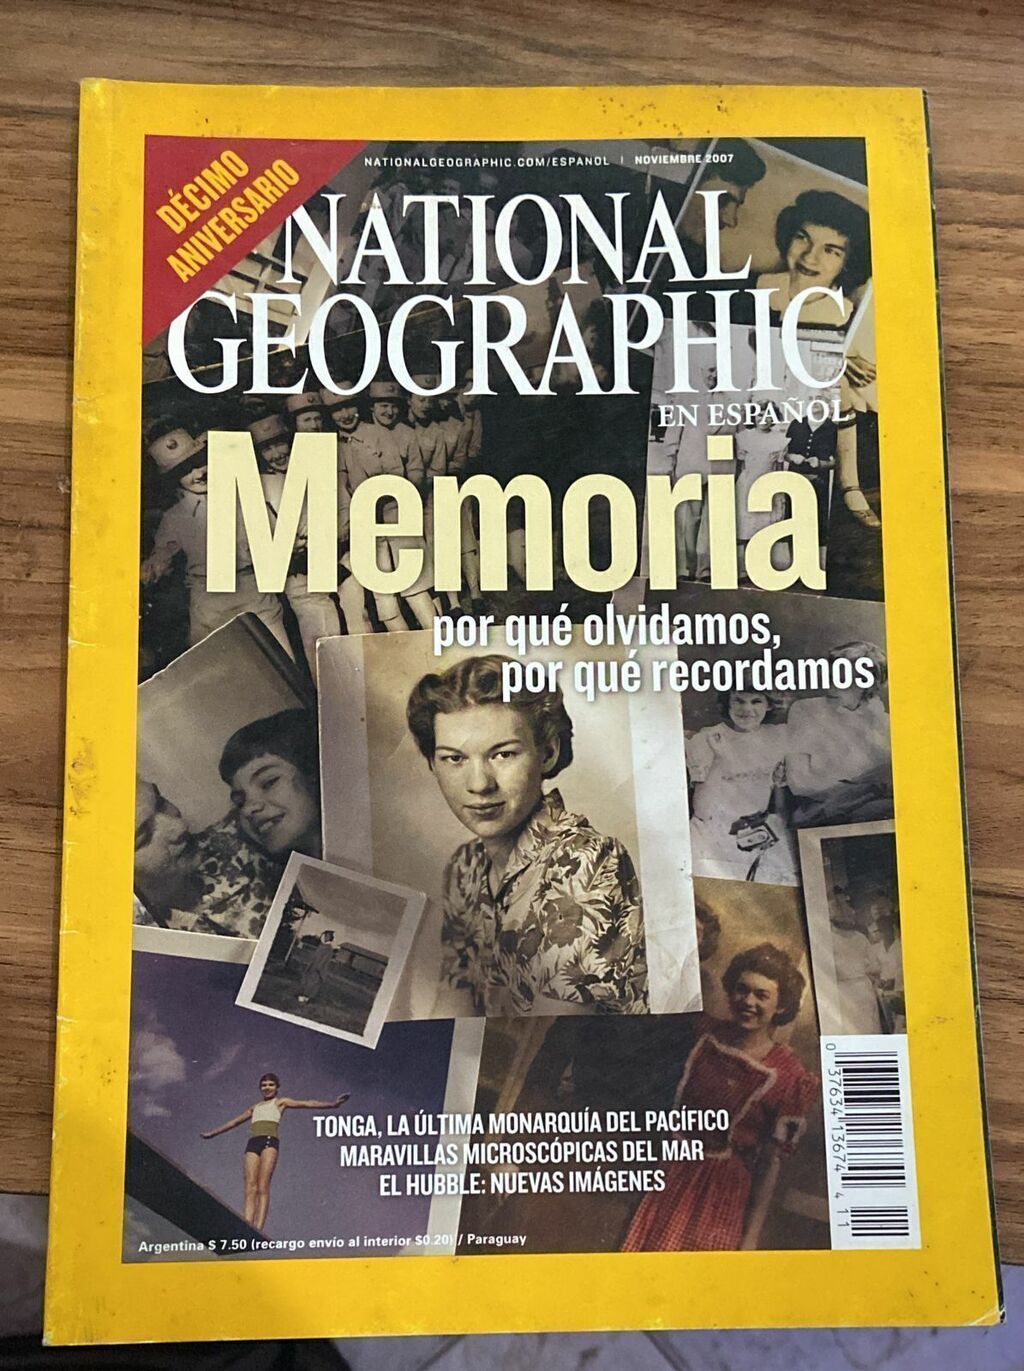 DÉCIMO
ANIVERSARIO
NATIONALGEOGRAPHIC.COM/ESPANOL | NOVIEMBRE 2007
NATIONAL
GEOGRAPHIC
EN ESPAÑOL
Memoria
por qué olvidamos,
por qué recordamos
TONGA, LA ÚLTIMA MONARQUÍA DEL PACÍFICO
MARAVILLAS MICROSCÓPICAS DEL MAR
EL HUBBLE: NUEVAS IMÁGENES
Argentina $ 7.50 (recargo envío al interior $0.20) / Paraguay
0 37634 13674 4 11